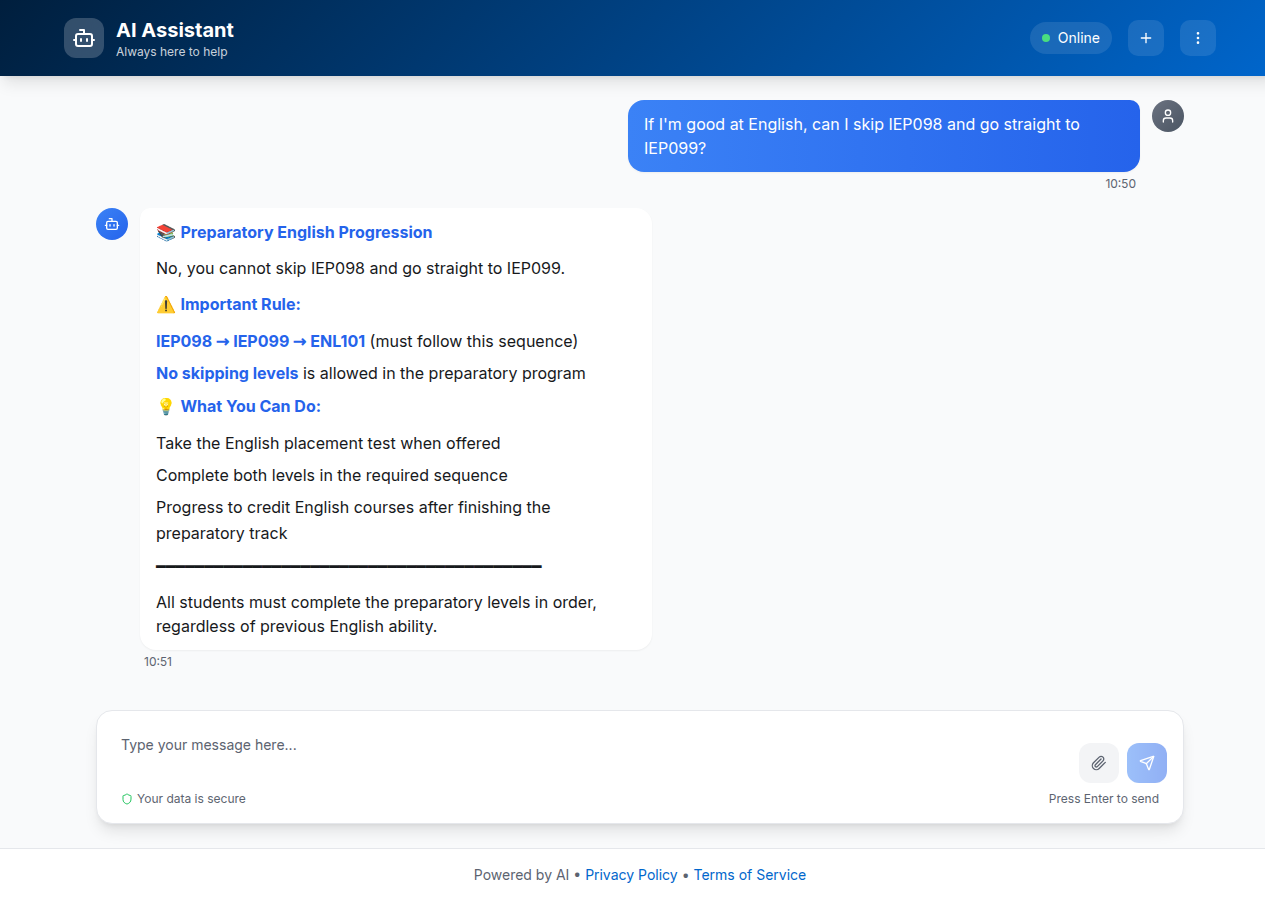 AI Assistant
Always here to help
Online
If I'm good at English, can I skip IEP098 and go straight to
IEP099?
10:50
📚 Preparatory English Progression
No, you cannot skip IEP098 and go straight to IEP099.
⚠️ Important Rule:
IEP098 → IEP099 → ENL101 (must follow this sequence)
No skipping levels is allowed in the preparatory program
💡 What You Can Do:
Take the English placement test when offered
Complete both levels in the required sequence
Progress to credit English courses after finishing the
preparatory track
All students must complete the preparatory levels in order,
regardless of previous English ability.
10:51
Type your message here...
Your data is secure
Press Enter to send
Powered by AI • Privacy Policy • Terms of Service